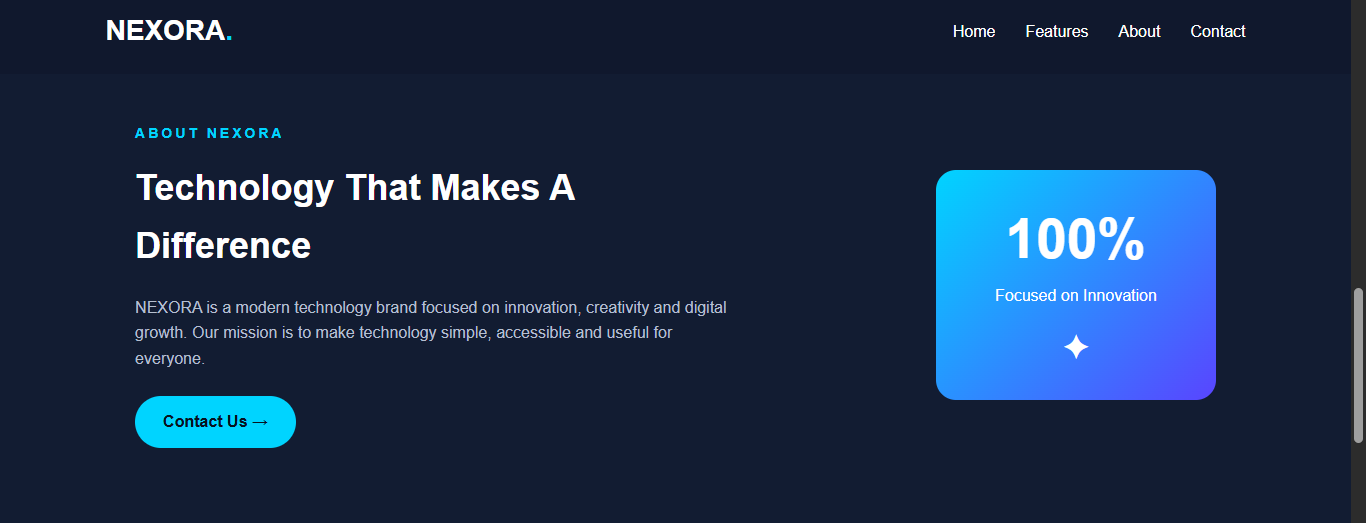 NEXORA.
Home Features About Contact
ABOUT NEXORA
Technology That Makes A
Difference
NEXORA is a modern technology brand focused on innovation, creativity and digital
growth. Our mission is to make technology simple, accessible and useful for
everyone.
Contact Us →
100%
Focused on Innovation
✦